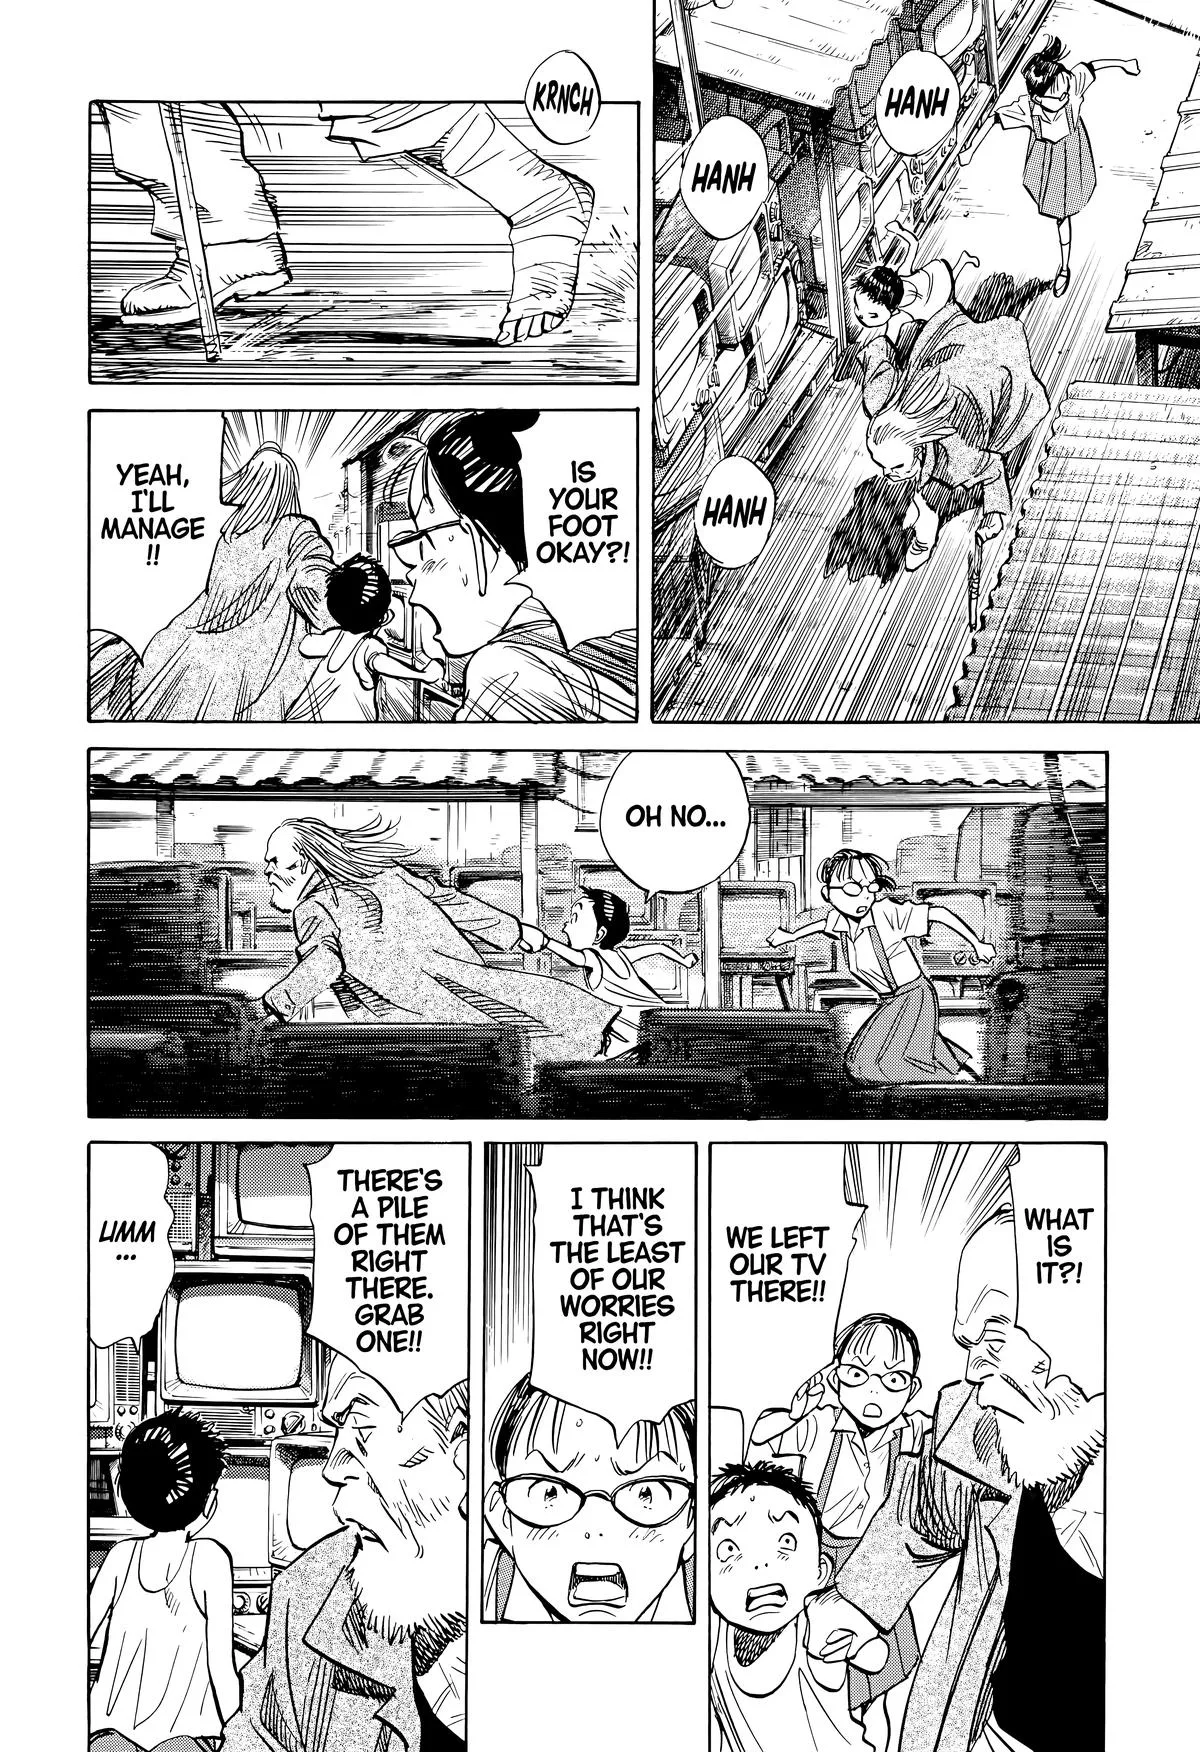 HANH
HANH
HANH
KRNCH
IS
YOUR
FOOT
OKAY?!
YEAH,
I'LL
MANAGE
!!
OH NO...
WHAT
IS
IT?!
WE LEFT
OUR TV
THERE!!
I THINK
THAT'S
THE LEAST
OF OUR
WORRIES
RIGHT
NOW!!
THERE'S
A PILE
OF THEM
RIGHT
THERE.
GRAB
ONE!!
UMM
...